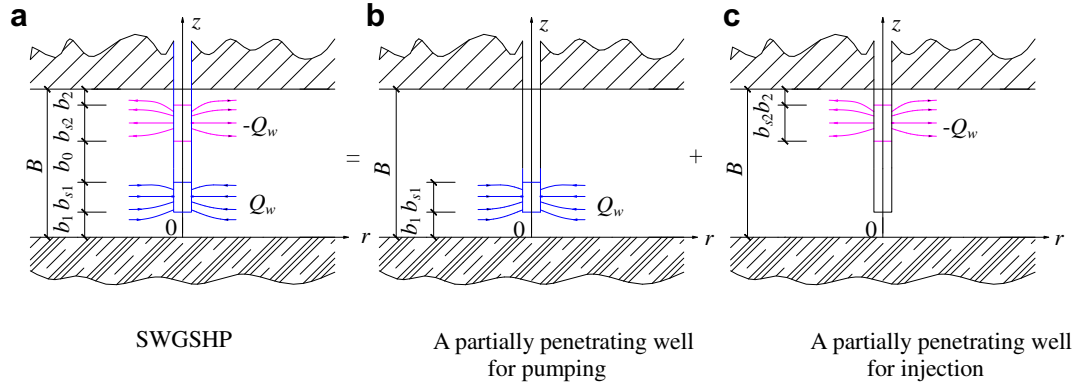 a
z
b2
bs2
b0
bs1
b1
B
-Qw
Qw
0
r
SWGSHP
=
b
z
B
bs1
b1
Qw
0
r
A partially penetrating well
for pumping
+
c
z
b2
bs2
-Qw
0
r
A partially penetrating well
for injection